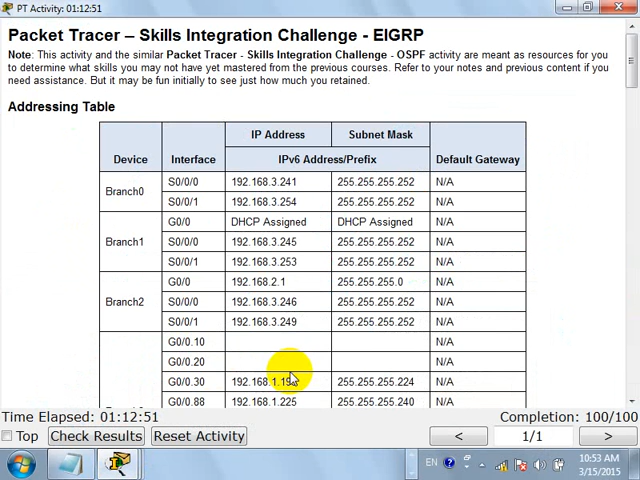 PT Activity: 01:12:51
Packet Tracer – Skills Integration Challenge - EIGRP
Note: This activity and the similar Packet Tracer - Skills Integration Challenge - OSPF activity are meant as resources for you
to determine what skills you may not have yet mastered from the previous courses. Refer to your notes and previous content if you
need assistance. But it may be fun initially to see just how much you retained.
Addressing Table
IP Address Subnet Mask
Device Interface IPv6 Address/Prefix Default Gateway
Branch0 S0/0/0 192.168.3.241 255.255.255.252 N/A
S0/0/1 192.168.3.254 255.255.255.252 N/A
Branch1 G0/0 DHCP Assigned DHCP Assigned N/A
S0/0/0 192.168.3.245 255.255.255.252 N/A
S0/0/1 192.168.3.253 255.255.255.252 N/A
Branch2 G0/0 192.168.2.1 255.255.255.0 N/A
S0/0/0 192.168.3.246 255.255.255.252 N/A
S0/0/1 192.168.3.249 255.255.255.252 N/A
G0/0.10 N/A
G0/0.20 N/A
G0/0.30 255.255.255.224 N/A
G0/0.88 192.168.1.225 255.255.255.240 N/A
Time Elapsed: 01:12:51 Completion: 100/100
Top Check Results Reset Activity < 1/1 >
EN 10:53 AM
3/15/2015